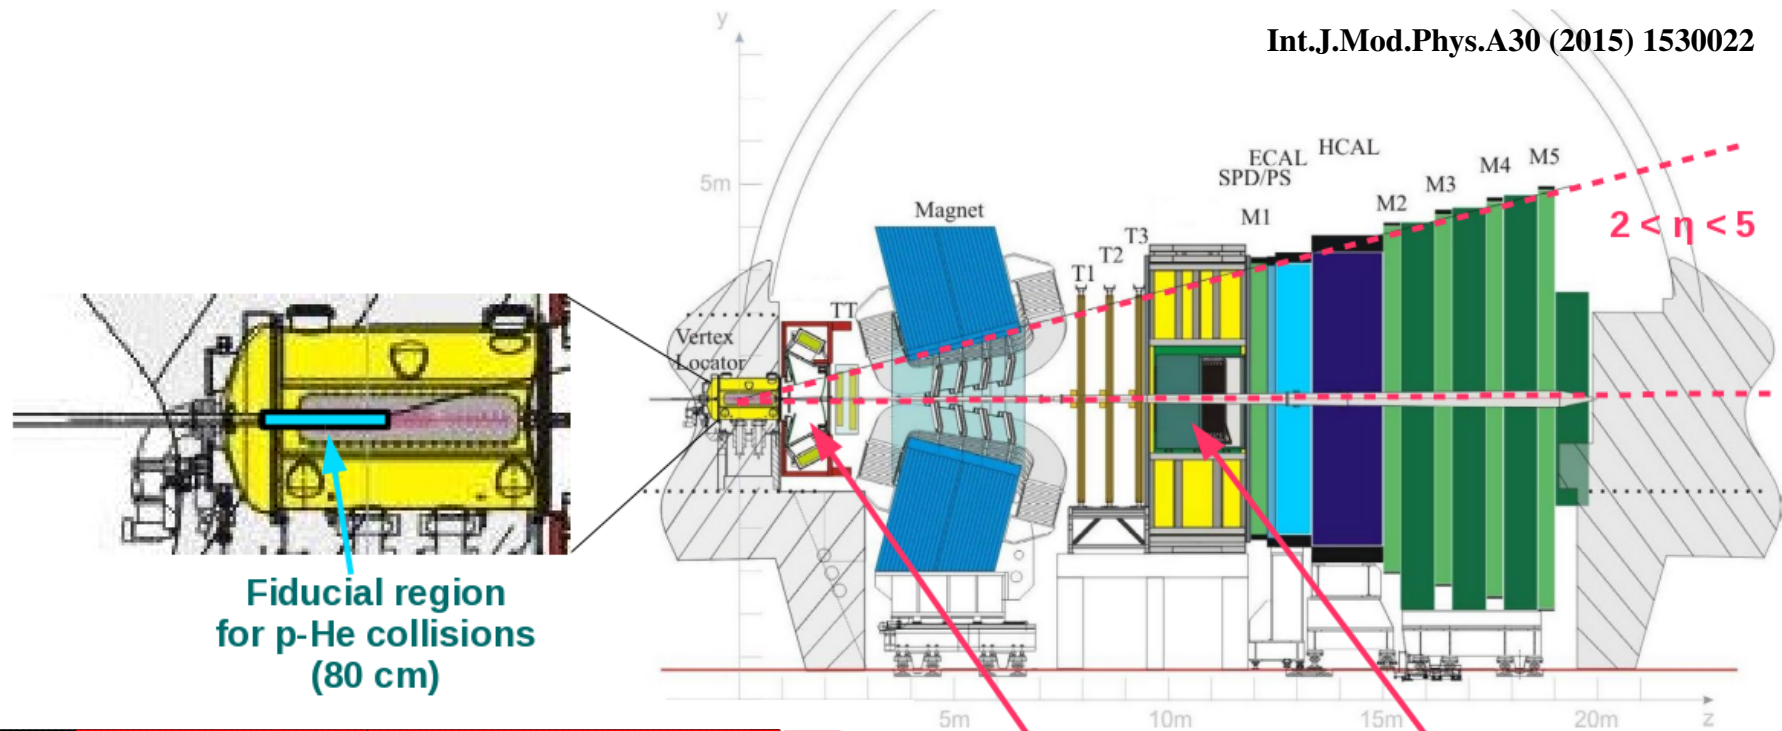 Int.J.Mod.Phys.A30 (2015) 1530022
y
5m
Magnet
T1
T2
T3
M1
SPD/PS
ECAL
HCAL
M2
M3
M4
M5
2 < η < 5
Vertex
Locator
TT
Fiducial region
for p-He collisions
(80 cm)
5m
10m
15m
20m
z